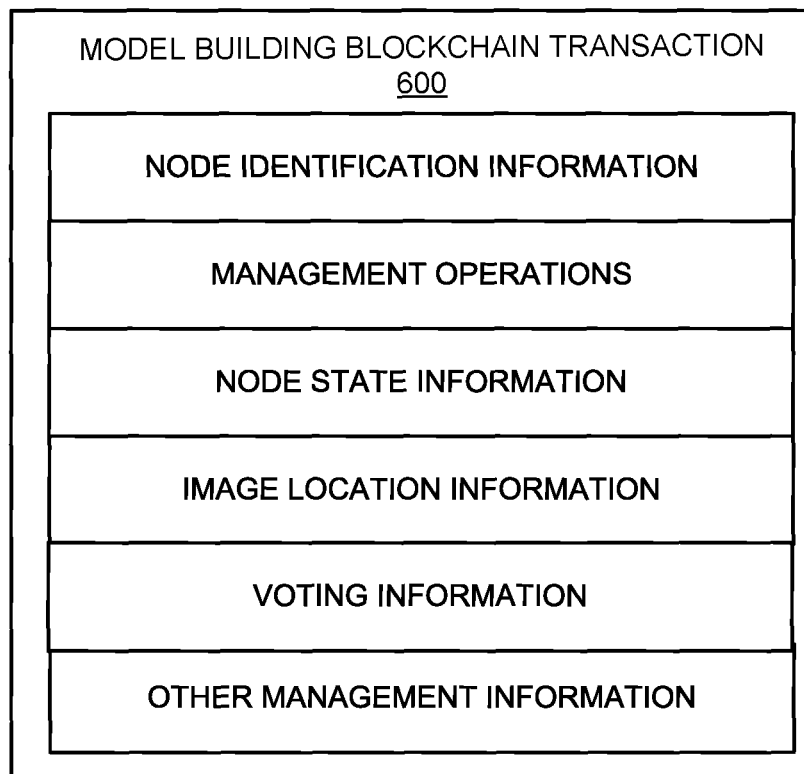 MODEL BUILDING BLOCKCHAIN TRANSACTION
600
NODE IDENTIFICATION INFORMATION
MANAGEMENT OPERATIONS
NODE STATE INFORMATION
IMAGE LOCATION INFORMATION
VOTING INFORMATION
OTHER MANAGEMENT INFORMATION